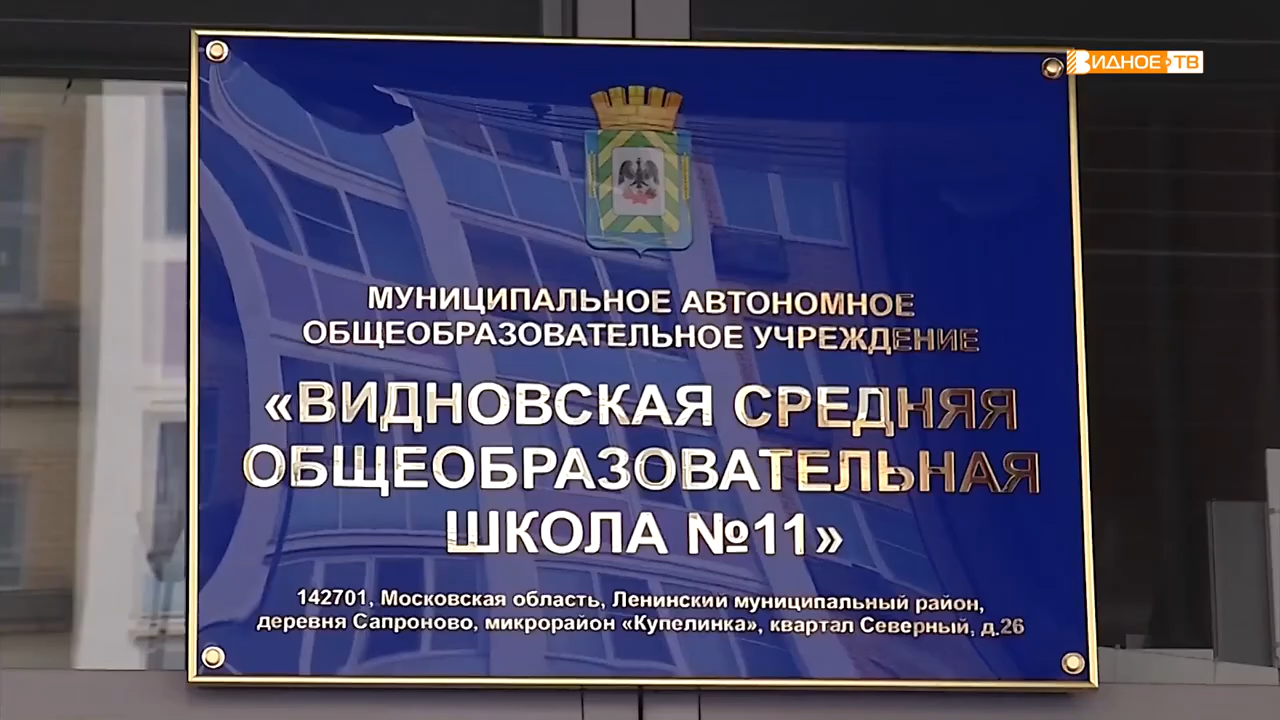 ВИДНОЕ ТВ
МУНИЦИПАЛЬНОЕ АВТОНОМНОЕ
ОБЩЕОБРАЗОВАТЕЛЬНОЕ УЧРЕЖДЕНИЕ
«ВИДНОВСКАЯ СРЕДНЯЯ
ОБЩЕОБРАЗОВАТЕЛЬНАЯ
ШКОЛА №11»
142701, Московская область, Ленинский муниципальный район,
деревня Сапроново, микрорайон «Купелинка», квартал Северный, д.26